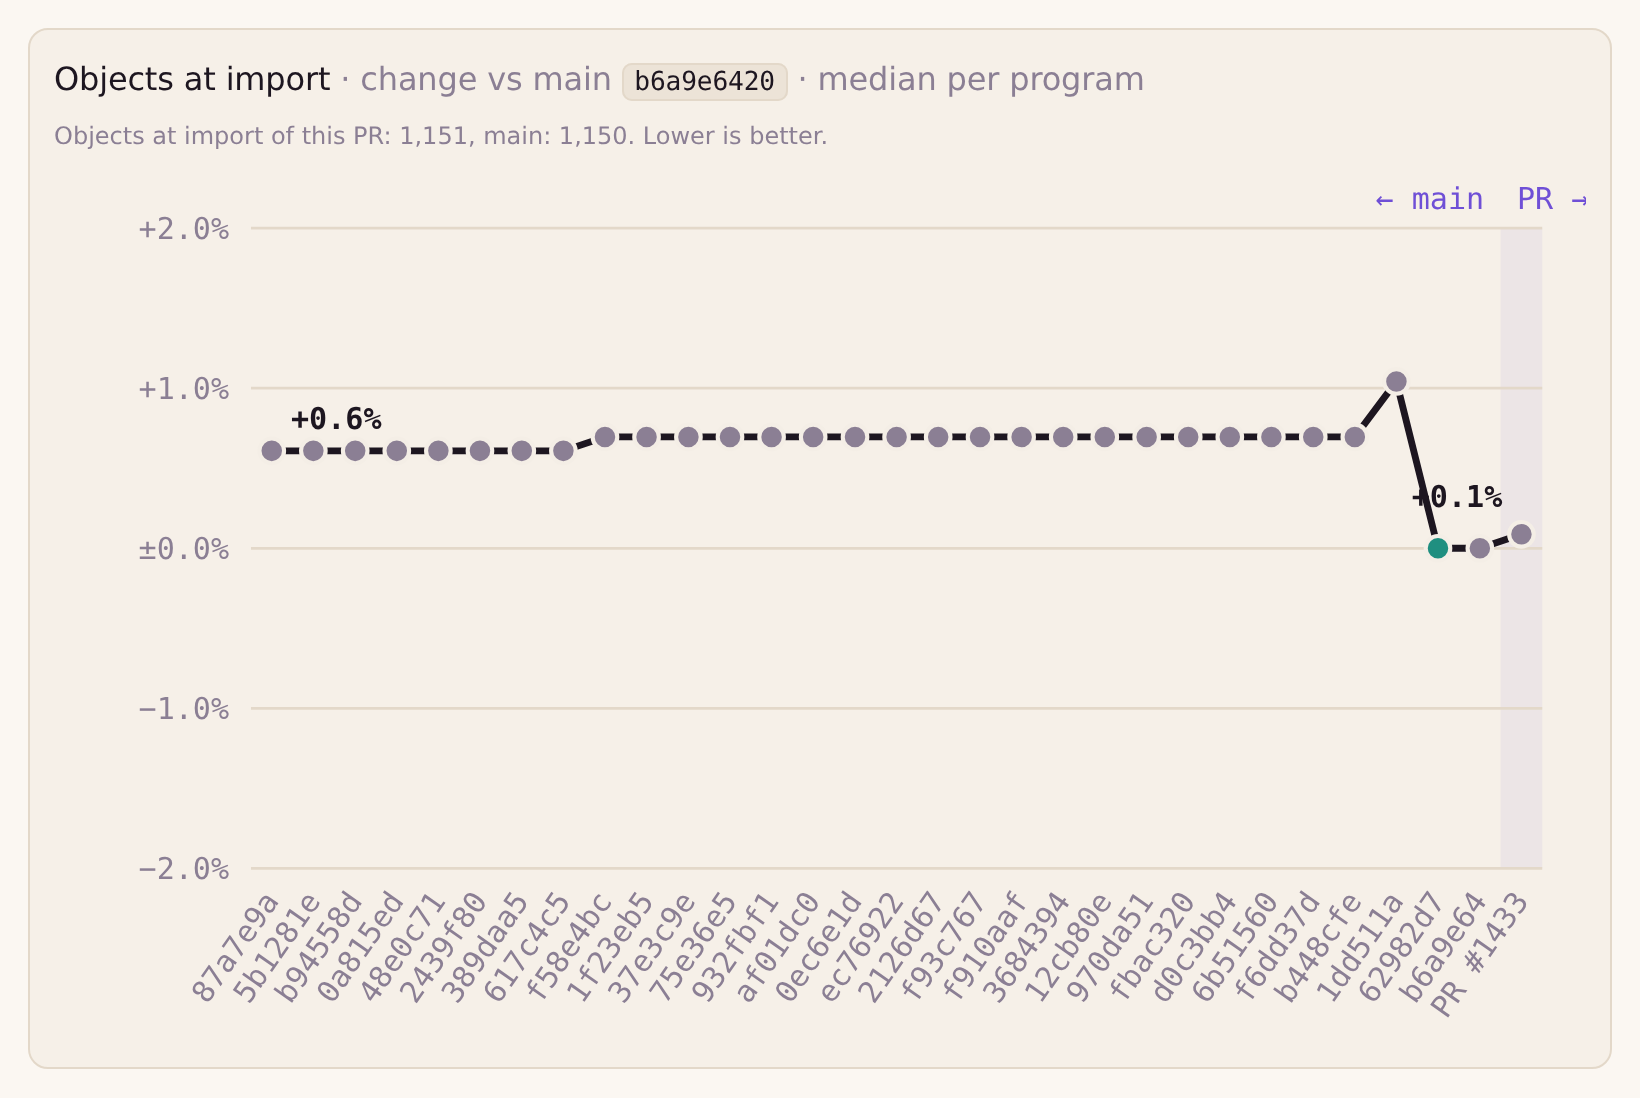 Objects at import · change vs main b6a9e6420 · median per program
Objects at import of this PR: 1,151, main: 1,150. Lower is better.
← main PR →
+2.0%
+1.0%
±0.0%
−1.0%
−2.0%
+0.6%
+0.1%
87a7e9a
5b1281e
b94558d
0a815ed
48e0c71
2439f80
389daa5
617c4c5
f58e4bc
1f23eb5
37e3c9e
75e36e5
932fbf1
af01dc0
0ec6e1d
ec76922
2126d67
f93c767
f910aaf
3684394
12cb80e
970da51
fbac320
d0c3bb4
6b51560
f6dd37d
b448cfe
1dd511a
62982d7
b6a9e64
PR #1433